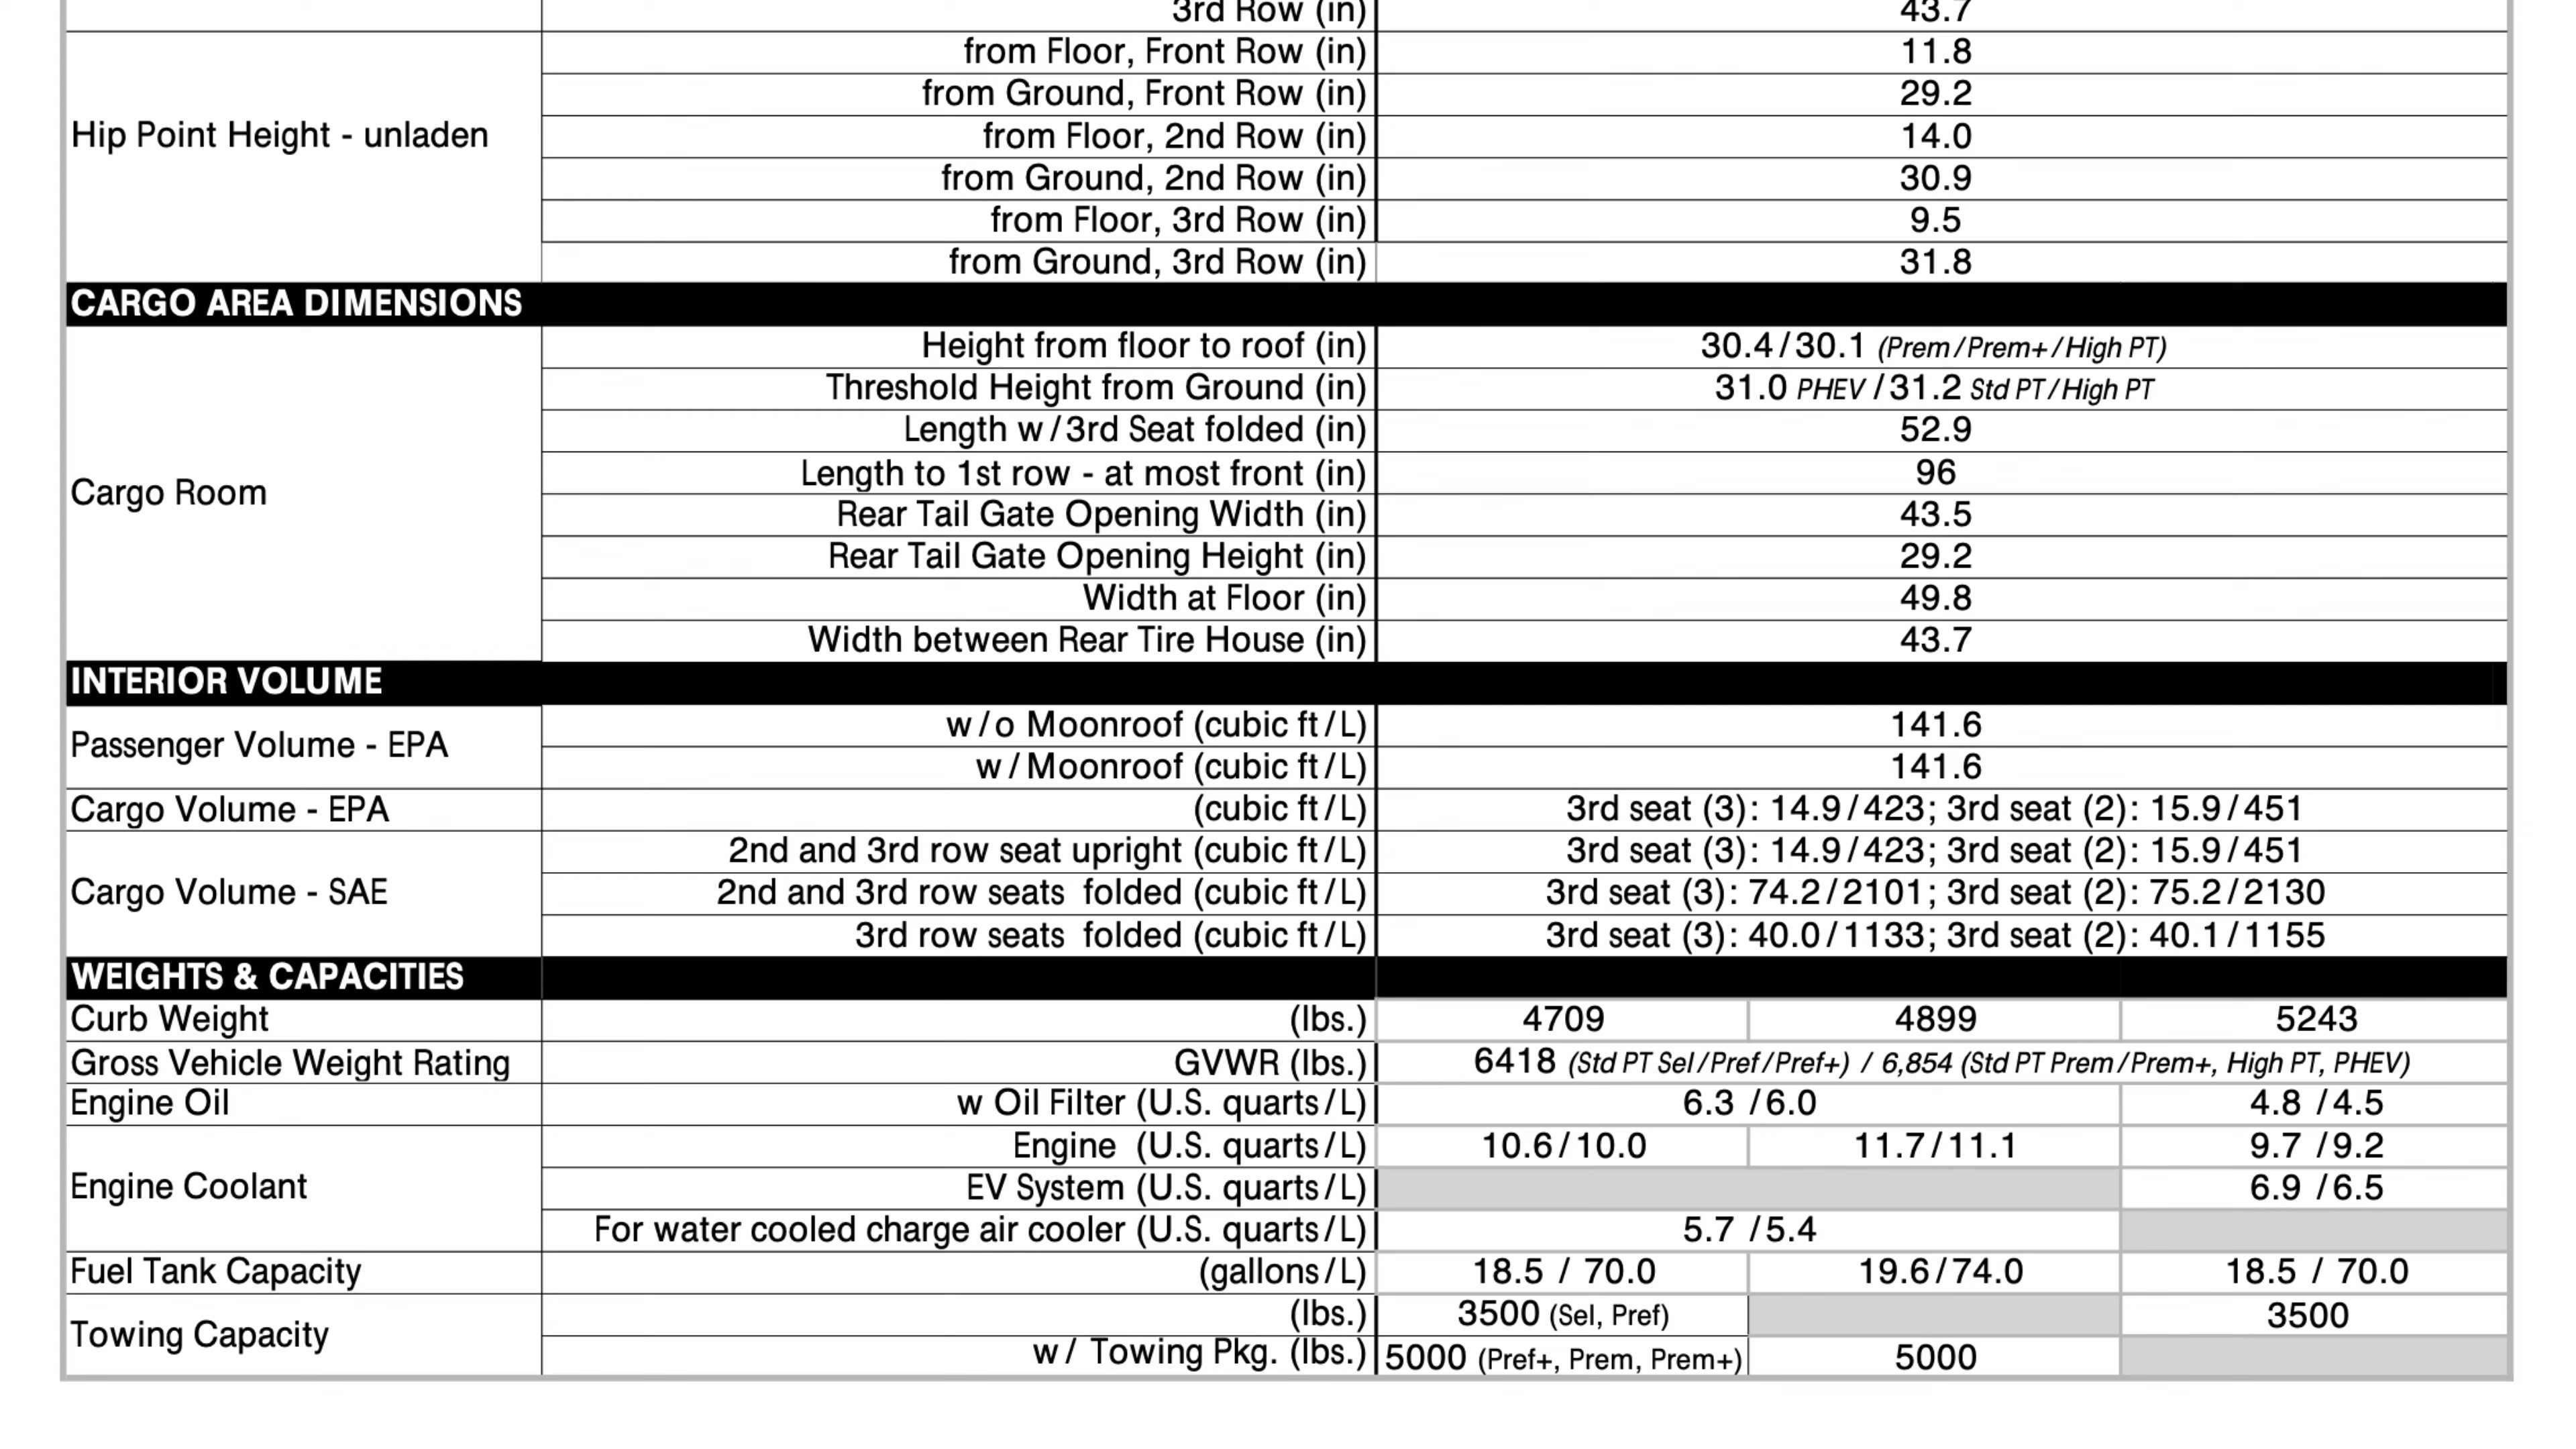 3rd Row (in) 43.7
from Floor, Front Row (in) 11.8
from Ground, Front Row (in) 29.2
Hip Point Height - unladen from Floor, 2nd Row (in) 14.0
from Ground, 2nd Row (in) 30.9
from Floor, 3rd Row (in) 9.5
from Ground, 3rd Row (in) 31.8
CARGO AREA DIMENSIONS
Height from floor to roof (in) 30.4/30.1 (Prem/Prem+/High PT)
Threshold Height from Ground (in) 31.0 PHEV /31.2 Std PT/High PT
Length w/3rd Seat folded (in) 52.9
Length to 1st row - at most front (in) 96
Cargo Room
Rear Tail Gate Opening Width (in) 43.5
Rear Tail Gate Opening Height (in) 29.2
Width at Floor (in) 49.8
Width between Rear Tire House (in) 43.7
INTERIOR VOLUME
Passenger Volume - EPA
w/o Moonroof (cubic ft/L) 141.6
w/ Moonroof (cubic ft/L) 141.6
Cargo Volume - EPA (cubic ft/L) 3rd seat (3): 14.9/423; 3rd seat (2): 15.9/451
2nd and 3rd row seat upright (cubic ft/L) 3rd seat (3): 14.9/423; 3rd seat (2): 15.9/451
Cargo Volume - SAE 2nd and 3rd row seats folded (cubic ft/L) 3rd seat (3): 74.2/2101; 3rd seat (2): 75.2/2130
3rd row seats folded (cubic ft/L) 3rd seat (3): 40.0/1133; 3rd seat (2): 40.1/1155
WEIGHTS & CAPACITIES
Curb Weight (lbs.) 4709 4899 5243
Gross Vehicle Weight Rating GVWR (lbs.) 6418 (Std PT Sel/Pref/Pref+) / 6,854 (Std PT Prem/Prem+, High PT, PHEV)
Engine Oil w Oil Filter (U.S. quarts/L) 6.3 /6.0 4.8 /4.5
Engine (U.S. quarts/L) 10.6/10.0 11.7/11.1 9.7 /9.2
Engine Coolant EV System (U.S. quarts/L) 6.9 /6.5
For water cooled charge air cooler (U.S. quarts/L) 5.7 /5.4
Fuel Tank Capacity (gallons/L) 18.5 / 70.0 19.6/74.0 18.5 / 70.0
Towing Capacity
(lbs.) 3500 (Sel, Pref) 3500
w/ Towing Pkg. (lbs.) 5000 (Pref+, Prem, Prem+) 5000